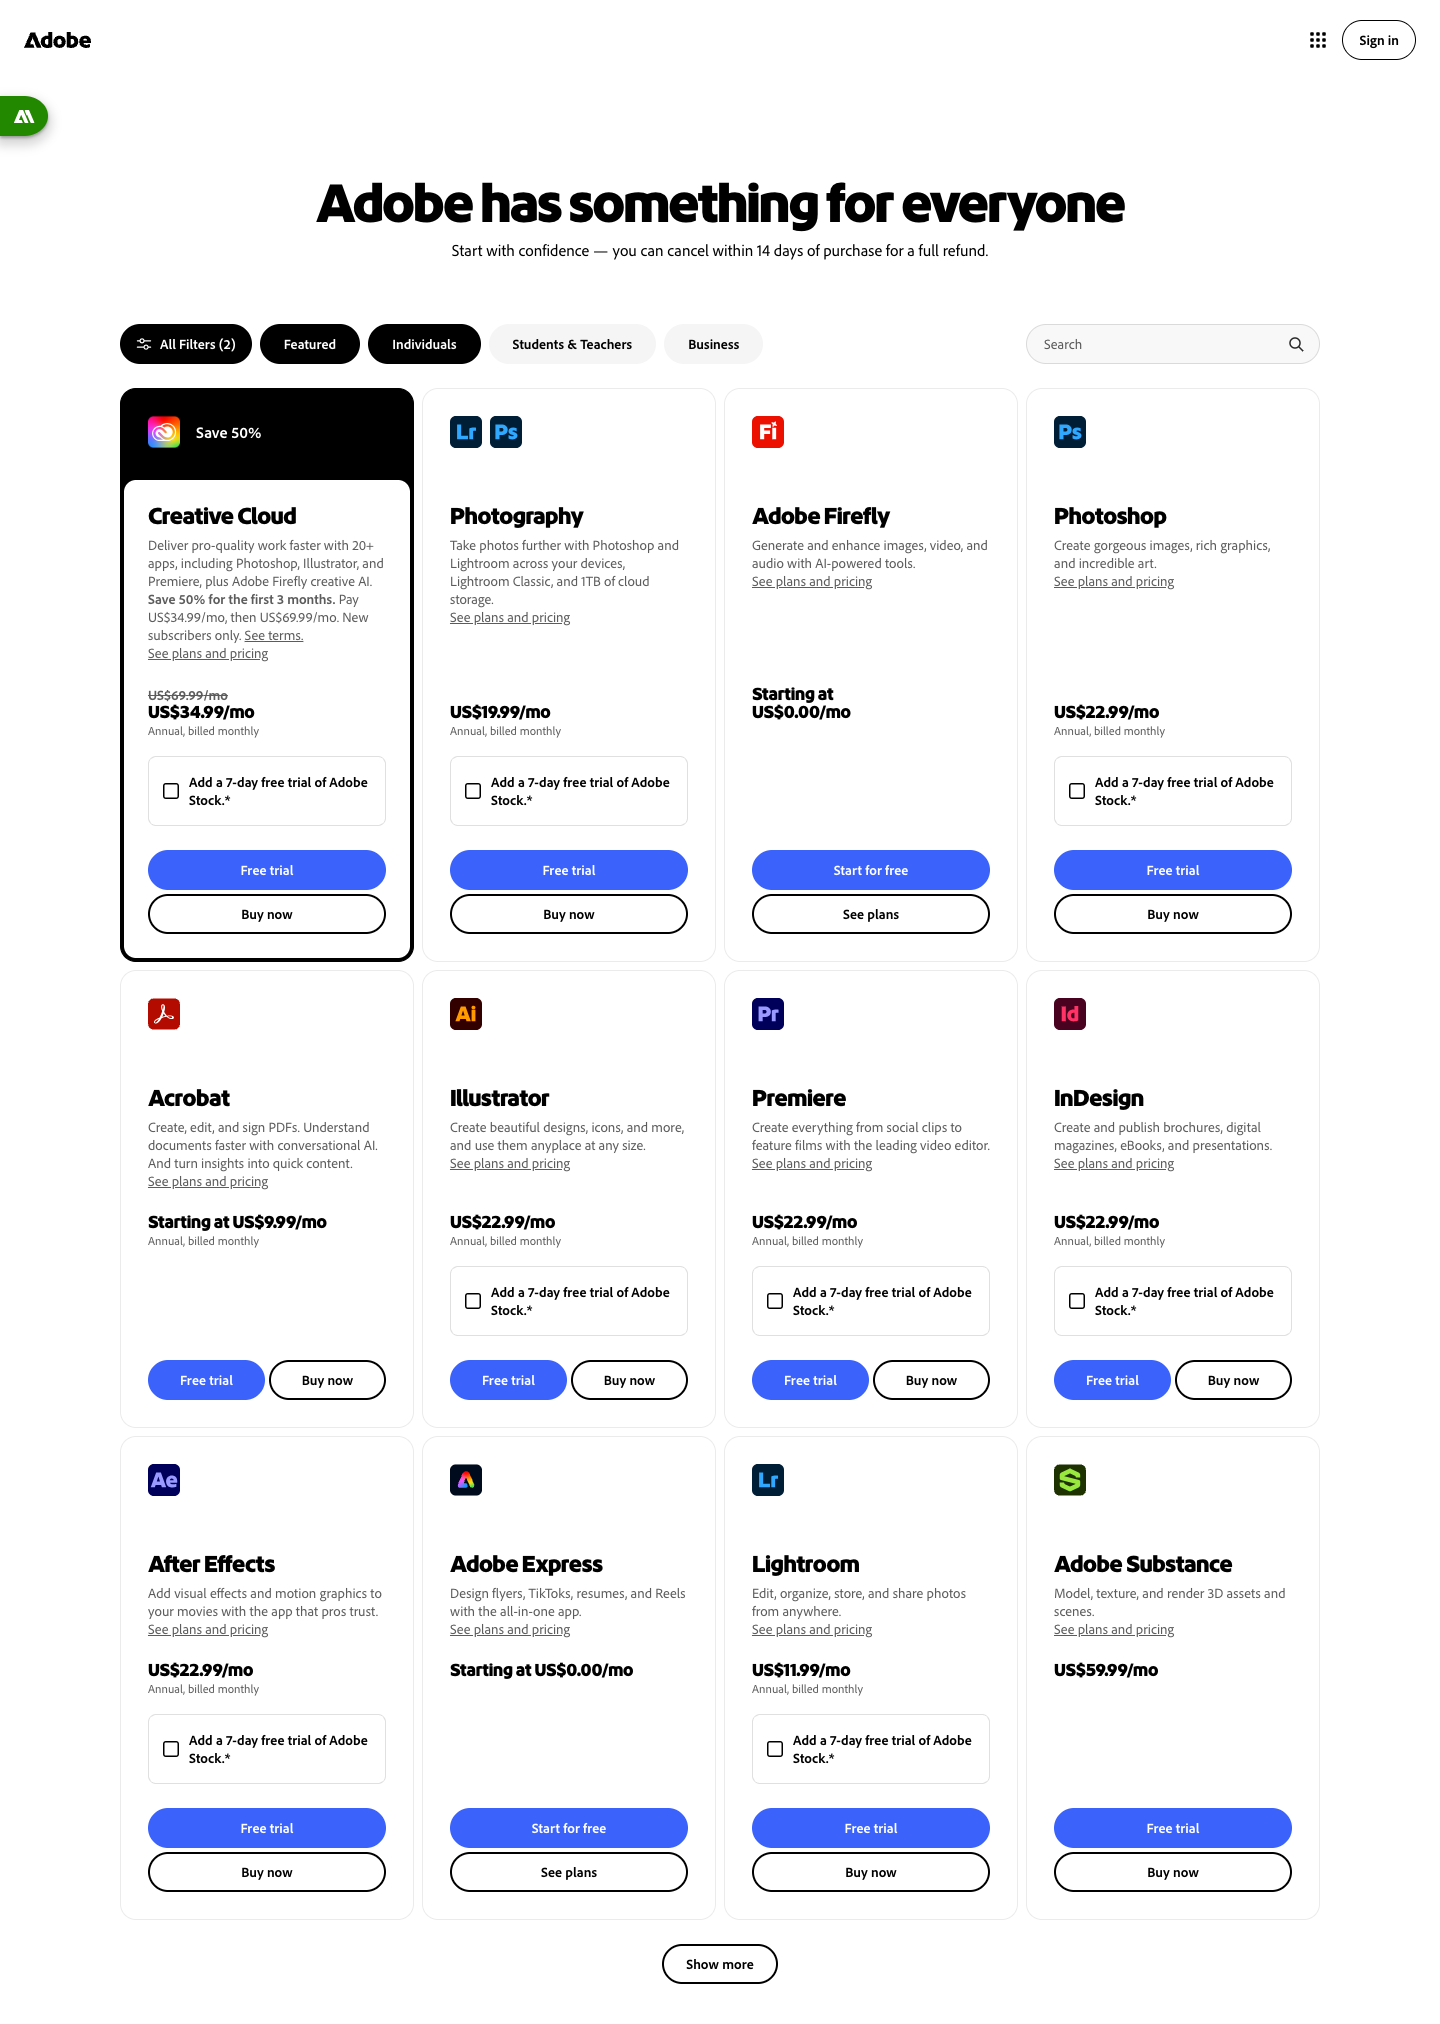 Adobe
Sign in
Adobe has something for everyone
Start with confidence — you can cancel within 14 days of purchase for a full refund.
All Filters (2)
Featured
Individuals
Students & Teachers
Business
Search
Save 50%
Creative Cloud
Deliver pro-quality work faster with 20+
apps, including Photoshop, Illustrator, and
Premiere, plus Adobe Firefly creative AI.
Save 50% for the first 3 months. Pay
US$34.99/mo, then US$69.99/mo. New
subscribers only. See terms.
See plans and pricing
US$69.99/mo
US$34.99/mo
Annual, billed monthly
Add a 7-day free trial of Adobe
Stock.*
Free trial
Buy now
Lr Ps
Photography
Take photos further with Photoshop and
Lightroom across your devices,
Lightroom Classic, and 1TB of cloud
storage.
See plans and pricing
US$19.99/mo
Annual, billed monthly
Add a 7-day free trial of Adobe
Stock.*
Free trial
Buy now
Fi
Adobe Firefly
Generate and enhance images, video, and
audio with AI-powered tools.
See plans and pricing
Starting at
US$0.00/mo
Start for free
See plans
Ps
Photoshop
Create gorgeous images, rich graphics,
and incredible art.
See plans and pricing
US$22.99/mo
Annual, billed monthly
Add a 7-day free trial of Adobe
Stock.*
Free trial
Buy now
Acrobat
Create, edit, and sign PDFs. Understand
documents faster with conversational AI.
And turn insights into quick content.
See plans and pricing
Starting at US$9.99/mo
Annual, billed monthly
Free trial
Buy now
Ai
Illustrator
Create beautiful designs, icons, and more,
and use them anyplace at any size.
See plans and pricing
US$22.99/mo
Annual, billed monthly
Add a 7-day free trial of Adobe
Stock.*
Free trial
Buy now
Pr
Premiere
Create everything from social clips to
feature films with the leading video editor.
See plans and pricing
US$22.99/mo
Annual, billed monthly
Add a 7-day free trial of Adobe
Stock.*
Free trial
Buy now
Id
InDesign
Create and publish brochures, digital
magazines, eBooks, and presentations.
See plans and pricing
US$22.99/mo
Annual, billed monthly
Add a 7-day free trial of Adobe
Stock.*
Free trial
Buy now
Ae
After Effects
Add visual effects and motion graphics to
your movies with the app that pros trust.
See plans and pricing
US$22.99/mo
Annual, billed monthly
Add a 7-day free trial of Adobe
Stock.*
Free trial
Buy now
Adobe Express
Design flyers, TikToks, resumes, and Reels
with the all-in-one app.
See plans and pricing
Starting at US$0.00/mo
Start for free
See plans
Lr
Lightroom
Edit, organize, store, and share photos
from anywhere.
See plans and pricing
US$11.99/mo
Annual, billed monthly
Add a 7-day free trial of Adobe
Stock.*
Free trial
Buy now
Adobe Substance
Model, texture, and render 3D assets and
scenes.
See plans and pricing
US$59.99/mo
Free trial
Buy now
Show more